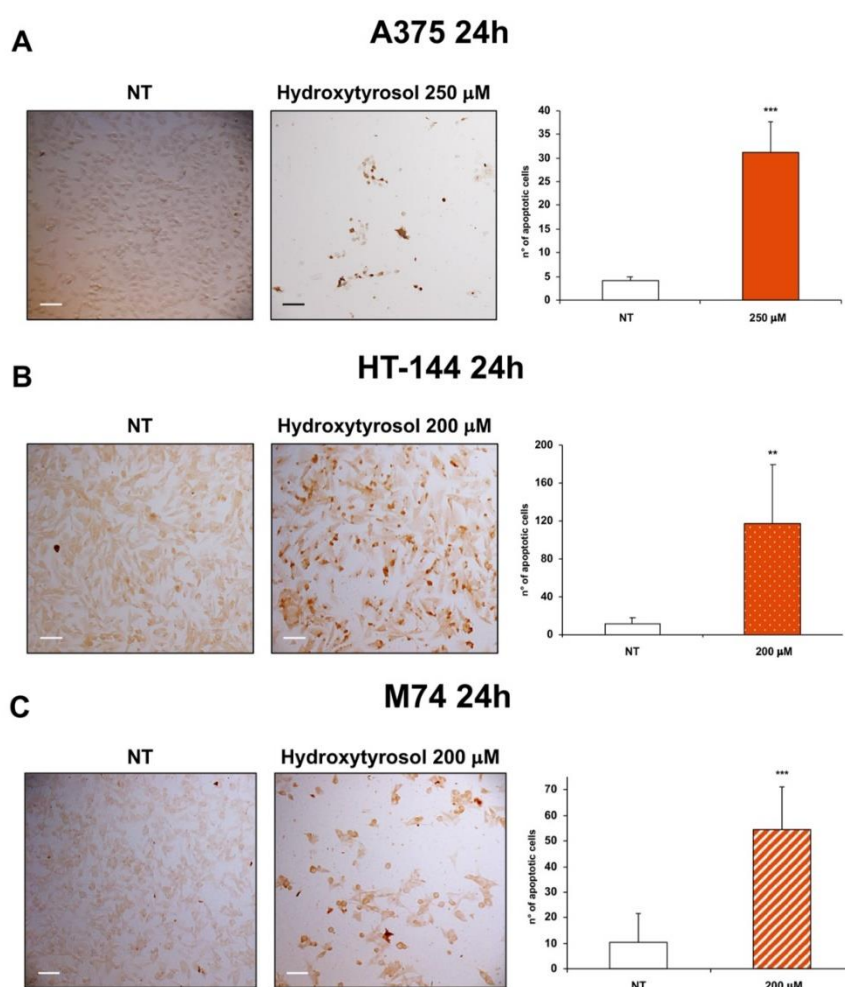 A
A375 24h
NT
Hydroxytyrosol 250 µM
n° of apoptotic cells
40
35
30
25
20
15
10
5
0
***
NT
250 µM
B
HT-144 24h
NT
Hydroxytyrosol 200 µM
n° of apoptotic cells
200
160
120
80
40
0
**
NT
200 µM
C
M74 24h
NT
Hydroxytyrosol 200 µM
n° of apoptotic cells
70
60
50
40
30
20
10
0
***
NT
200 µM